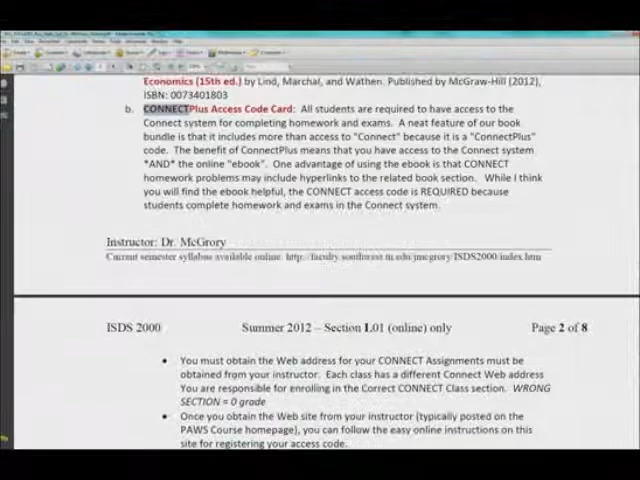 Economics (15th ed.) by Lind, Marchal, and Wathen. Published by McGraw-Hill (2012),
ISBN: 0073401803
b. CONNECTPlus Access Code Card: All students are required to have access to the
Connect system for completing homework and exams. A neat feature of our book
bundle is that it includes more than access to "Connect" because it is a "ConnectPlus"
code. The benefit of ConnectPlus means that you have access to the Connect system
*AND* the online "ebook". One advantage of using the ebook is that CONNECT
homework problems may include hyperlinks to the related book section. While I think
you will find the ebook helpful, the CONNECT access code is REQUIRED because
students complete homework and exams in the Connect system.
Instructor: Dr. McGrory
Current semester syllabus available online.
ISDS 2000 Summer 2012 – Section L01 (online) only Page 2 of 8
• You must obtain the Web address for your CONNECT Assignments must be
obtained from your instructor. Each class has a different Connect Web address
You are responsible for enrolling in the Correct CONNECT Class section. WRONG
SECTION = 0 grade
• Once you obtain the Web site from your instructor (typically posted on the
PAWS Course homepage), you can follow the easy online instructions on this
site for registering your access code.